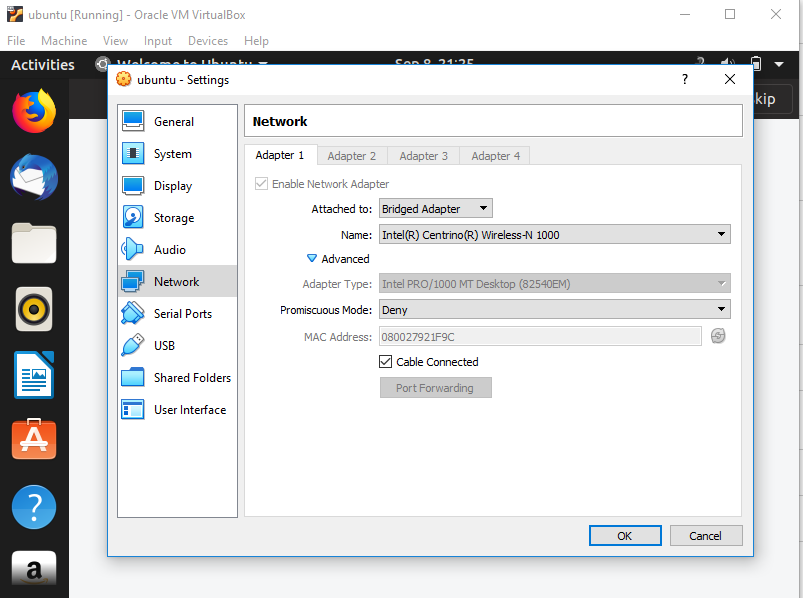 ubuntu [Running] - Oracle VM VirtualBox
File Machine View Input Devices Help
Activities Welcome to Ubuntu Sep 8 21:25
ubuntu - Settings ?
General
System
Display
Storage
Audio
Network
Serial Ports
USB
Shared Folders
User Interface
Network
Adapter 1 Adapter 2 Adapter 3 Adapter 4
Enable Network Adapter
Attached to: Bridged Adapter
Name: Intel(R) Centrino(R) Wireless-N 1000
Advanced
Adapter Type: Intel PRO/1000 MT Desktop (82540EM)
Promiscuous Mode: Deny
MAC Address: 080027921F9C
Cable Connected
Port Forwarding
OK Cancel
kip
?
a